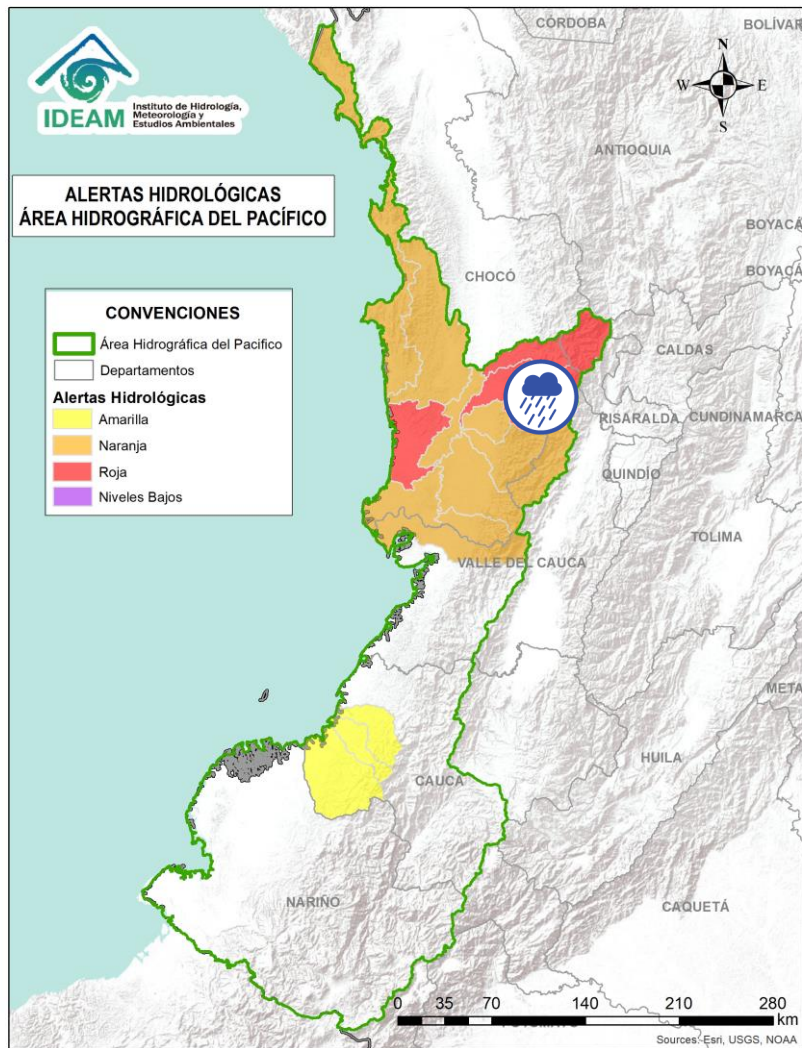 IDEAM
Instituto de Hidrología,
Meteorología y
Estudios Ambientales
ALERTAS HIDROLÓGICAS
ÁREA HIDROGRÁFICA DEL PACÍFICO
CONVENCIONES
Área Hidrográfica del Pacifico
Departamentos
Alertas Hidrológicas
Amarilla
Naranja
Roja
Niveles Bajos
N
W
E
S
CÓRDOBA
BOLÍVAR
ANTIOQUIA
BOYACÁ
BOYACÁ
CHOCÓ
CALDAS
RISARALDA
CUNDINAMARCA
QUINDÍO
TOLIMA
VALLE DEL CAUCA
META
HUILA
CAUCA
NARIÑO
CAQUETÁ
0 35 70 140 210 280
km
Sources: Esri, USGS, NOAA